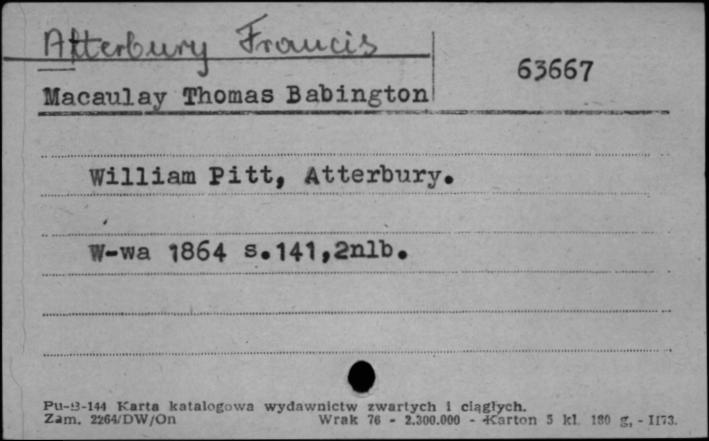 Atterbury Francis
63667
Macaulay Thomas Babington
William Pitt, Atterbury.
W-wa 1864 s.141,2nlb.
Pu-B-144 Karta katalogowa wydawnictw zwartych i ciągłych.
Zam. 2264/DW/On Wrak 76 - 2.300.000 - Karton 5 kl. 180 g, - II73.